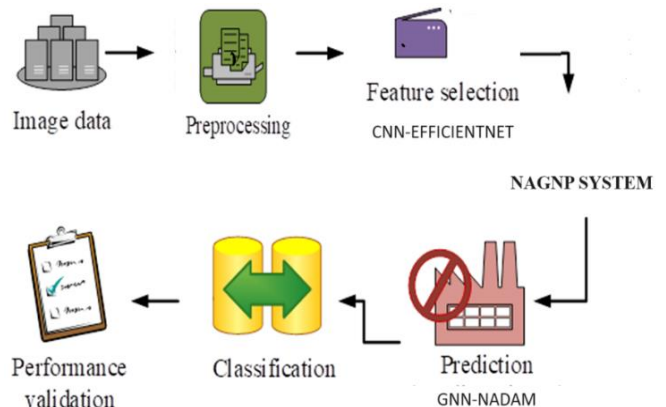 Image data
Preprocessing
Feature selection
CNN-EFFICIENTNET
NAGNP SYSTEM
Performance
validation
Classification
Prediction
GNN-NADAM